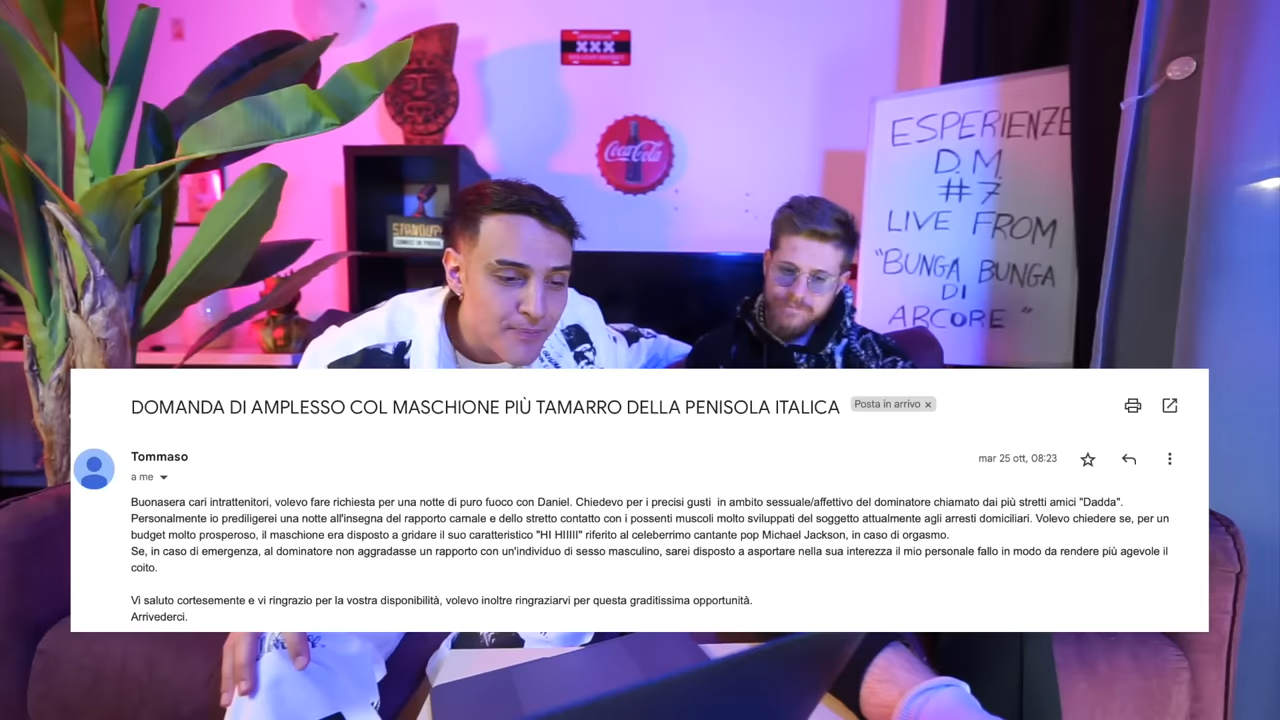 XXX
Coca-Cola
STANDUP
ESPERIENZE
D.M.
#7
LIVE FROM
"BUNGA BUNGA
DI
ARCORE"
DOMANDA DI AMPLESSO COL MASCHIONE PIÙ TAMARRO DELLA PENISOLA ITALICA
Posta in arrivo ×
Tommaso
mar 25 ott, 08:23
a me
Buonasera cari intrattenitori, volevo fare richiesta per una notte di puro fuoco con Daniel. Chiedevo per i precisi gusti in ambito sessuale/affettivo del dominatore chiamato dai più stretti amici "Dadda".
Personalmente io prediligerei una notte all'insegna del rapporto carnale e dello stretto contatto con i possenti muscoli molto sviluppati del soggetto attualmente agli arresti domiciliari. Volevo chiedere se, per un
budget molto prosperoso, il maschione era disposto a gridare il suo caratteristico "HI HIIIII" riferito al celeberrimo cantante pop Michael Jackson, in caso di orgasmo.
Se, in caso di emergenza, al dominatore non aggradasse un rapporto con un'individuo di sesso masculino, sarei disposto a asportare nella sua interezza il mio personale fallo in modo da rendere più agevole il
coito.
Vi saluto cortesemente e vi ringrazio per la vostra disponibilità, volevo inoltre ringraziarvi per questa graditissima opportunità.
Arrivederci.